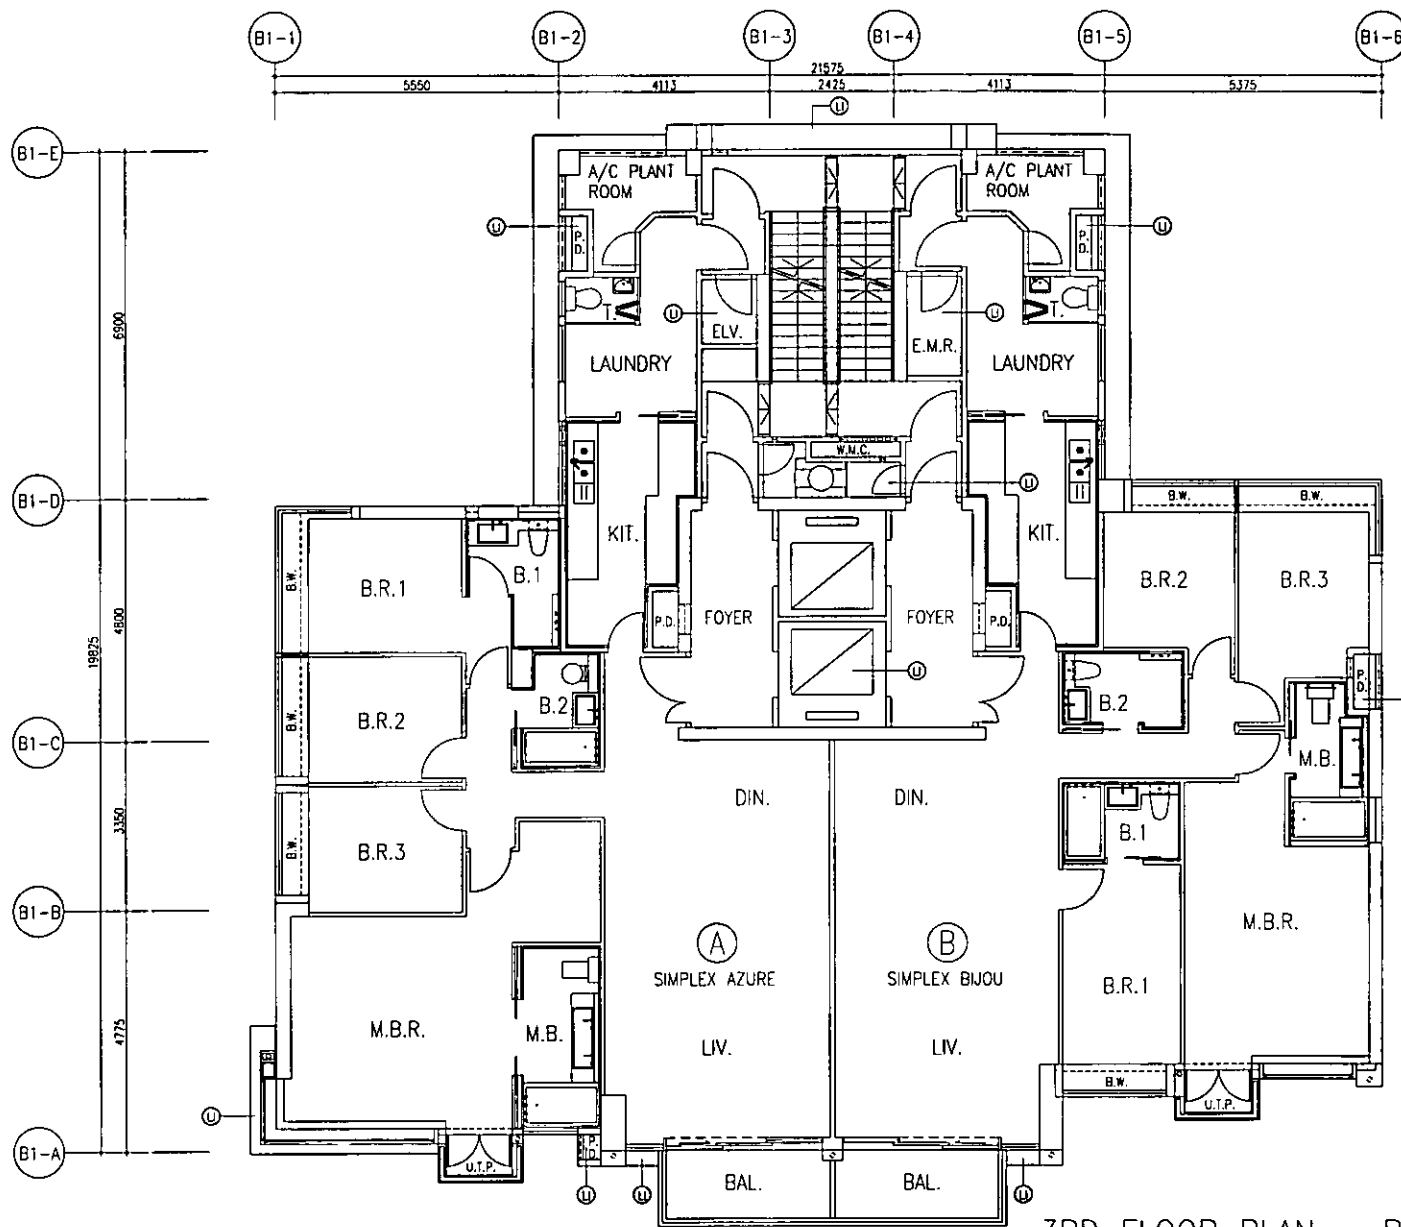 B1-1
B1-2
B1-3
B1-4
B1-5
B1-6
21575
5550
4113
2425
4113
5375
U
B1-E
A/C PLANT
ROOM
A/C PLANT
ROOM
U
P.
D.
P.
D.
U
T.
U
U
T.
ELV.
E.M.R.
6900
LAUNDRY
LAUNDRY
W.M.C.
U
B1-D
B.W.
B.W.
KIT.
KIT.
B.W.
B.R.1
B.1
B.R.2
B.R.3
4800
19825
P.D.
FOYER
FOYER
P.D.
U
P.
D.
B.W.
B.R.2
B.2
B.2
B1-C
M.B.
DIN.
DIN.
3350
B.W.
B.R.3
B.1
B1-B
A
B
M.B.R.
SIMPLEX AZURE
SIMPLEX BIJOU
B.R.1
4775
M.B.R.
M.B.
LIV.
LIV.
B.W.
U.T.P.
U
B1-A
P.
D.
U.T.P.
U
U
BAL.
BAL.
U
3RD FLOOR PLAN